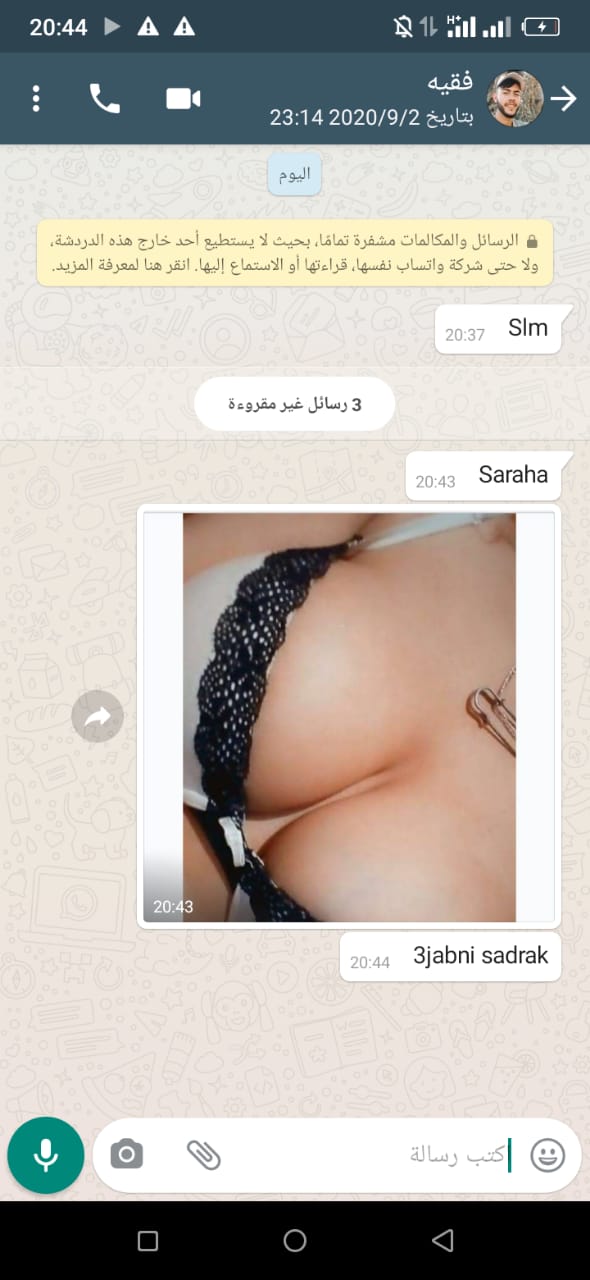 20:44
فقيه
بتاريخ 2020/9/2 23:14
اليوم
الرسائل والمكالمات مشفرة تمامًا، بحيث لا يستطيع أحد خارج هذه الدردشة،
ولا حتى شركة واتساب نفسها، قراءتها أو الاستماع إليها. انقر هنا لمعرفة المزيد.
Slm
20:37
3 رسائل غير مقروءة
Saraha
20:43
20:43
3jabni sadrak
20:44
اكتب رسالة